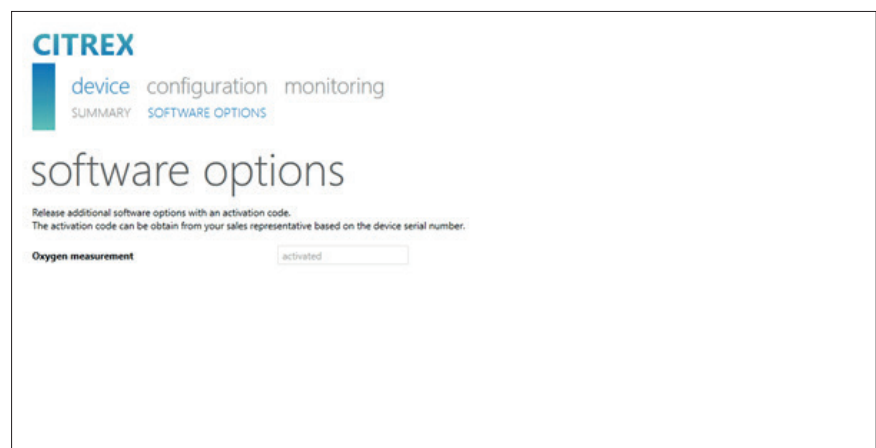 CITREX
device configuration monitoring
SUMMARY SOFTWARE OPTIONS
software options
Release additional software options with an activation code.
The activation code can be obtain from your sales representative based on the device serial number.
Oxygen measurement activated